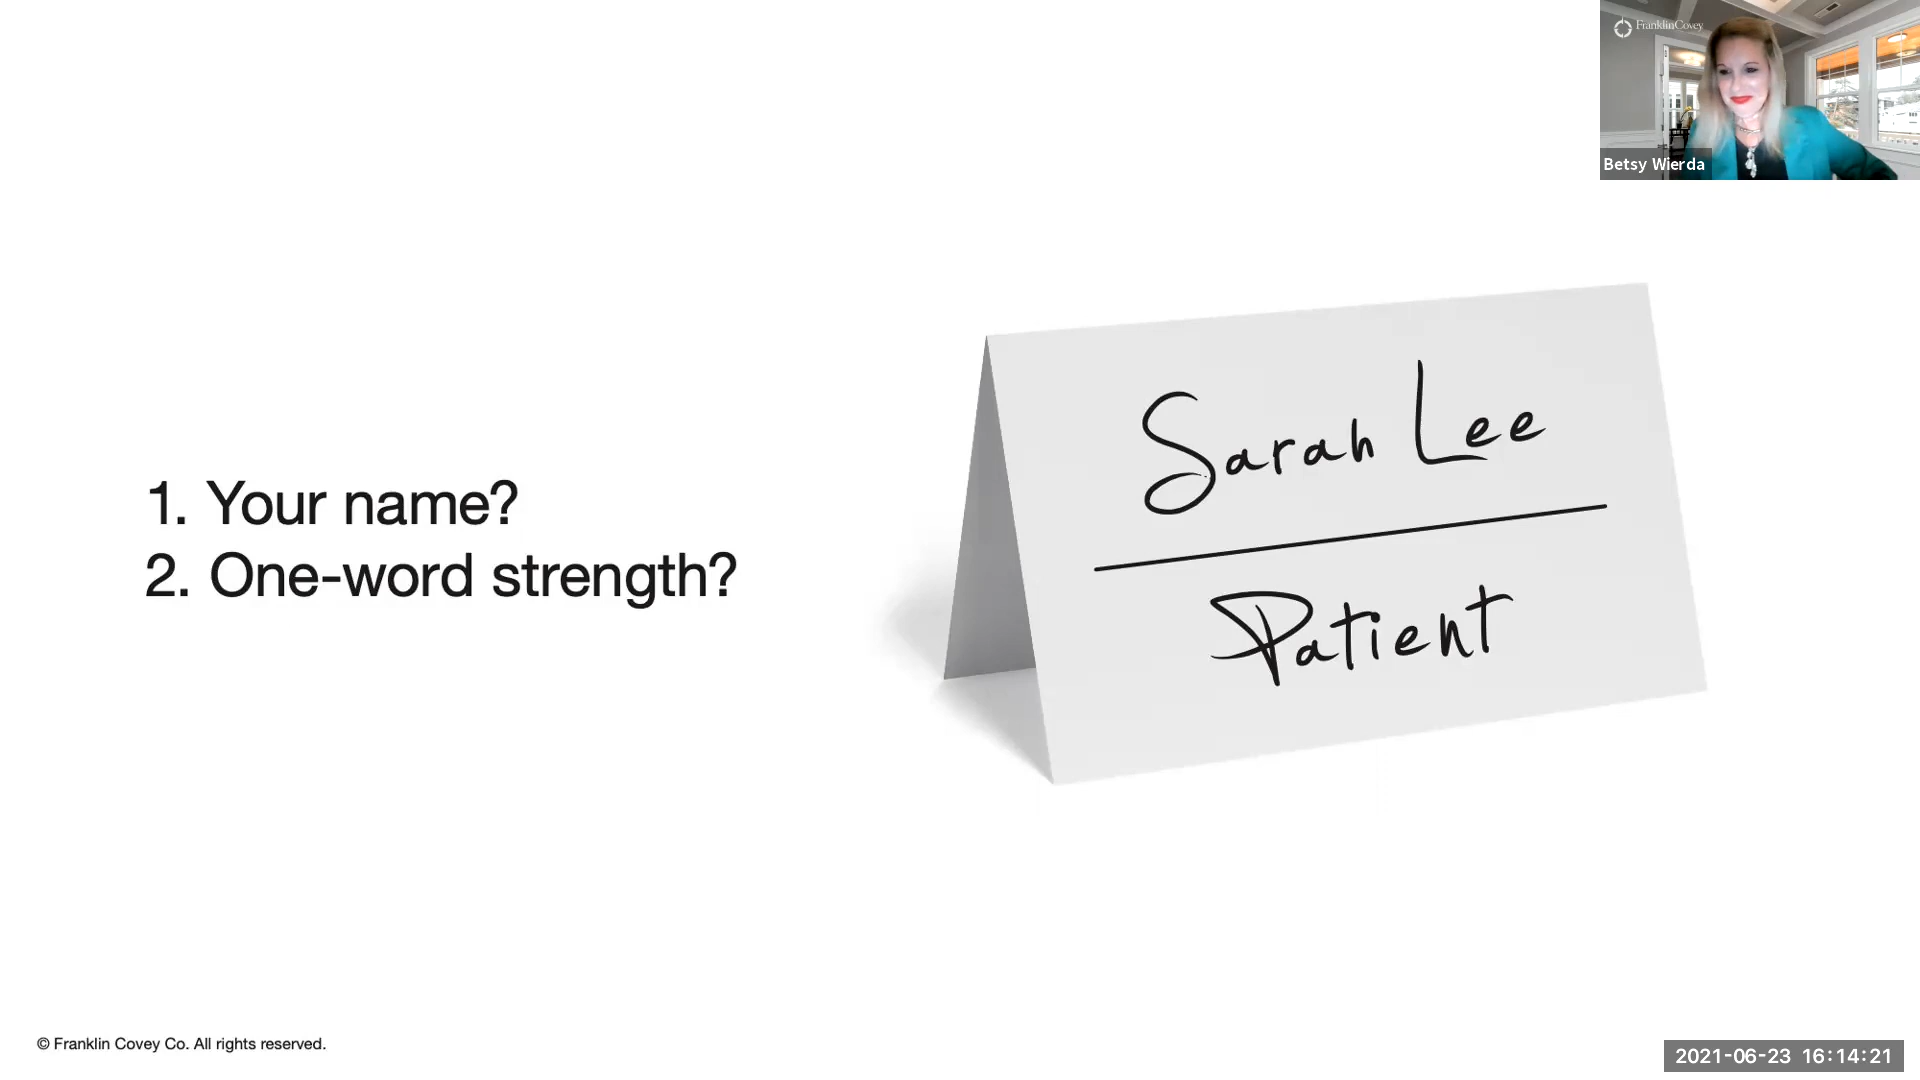 FranklinCovey
Betsy Wierda
1. Your name?
2. One-word strength?
Sarah Lee
Patient
© Franklin Covey Co. All rights reserved.
2021-06-23 16:14:21